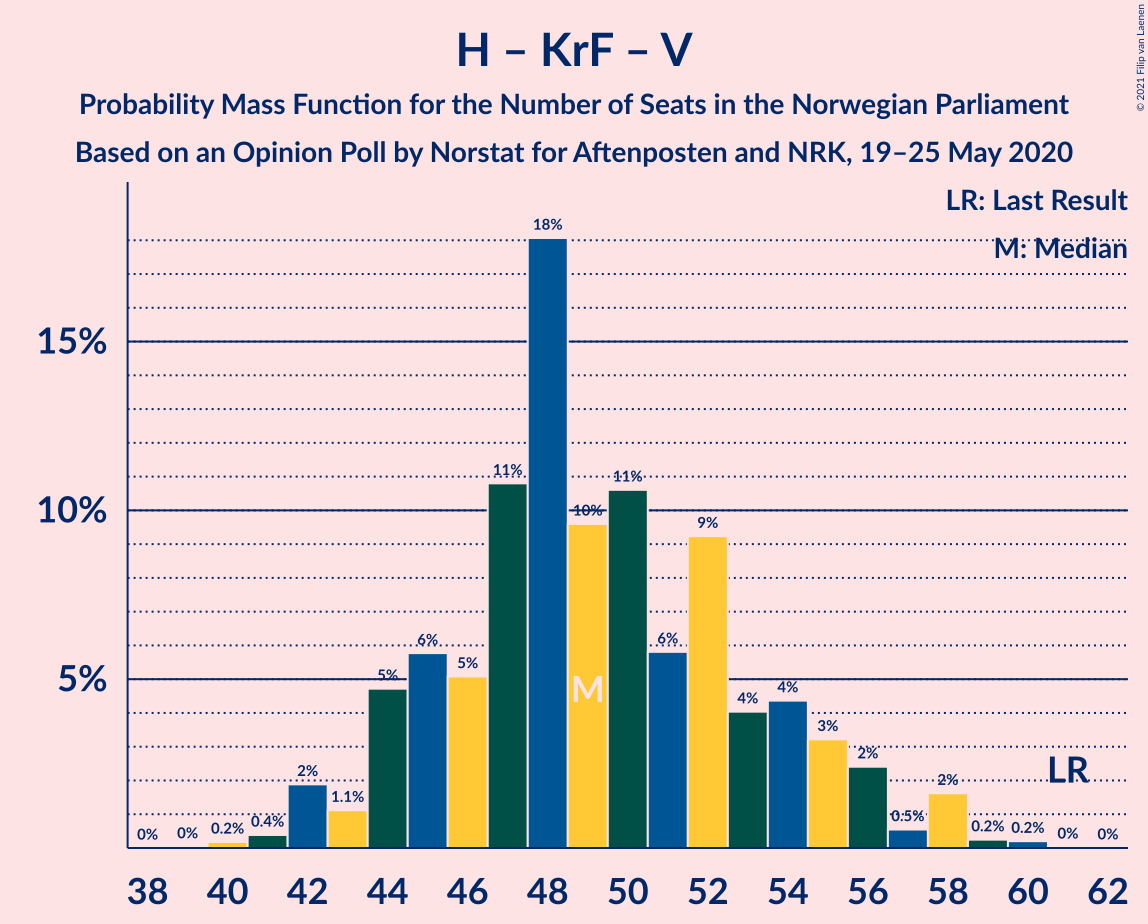 © 2021 Filip van Laenen
H – KrF – V
Probability Mass Function for the Number of Seats in the Norwegian Parliament
Based on an Opinion Poll by Norstat for Aftenposten and NRK, 19–25 May 2020
LR: Last Result
M: Median
15%
10%
5%
0% 0% 0.2% 0.4% 2% 1.1% 5% 6% 5% 11% 18% 10% 11% 6% 9% 4% 4% 3% 2% 0.5% 2% 0.2% 0.2% 0% 0%
M
LR
38 40 42 44 46 48 50 52 54 56 58 60 62